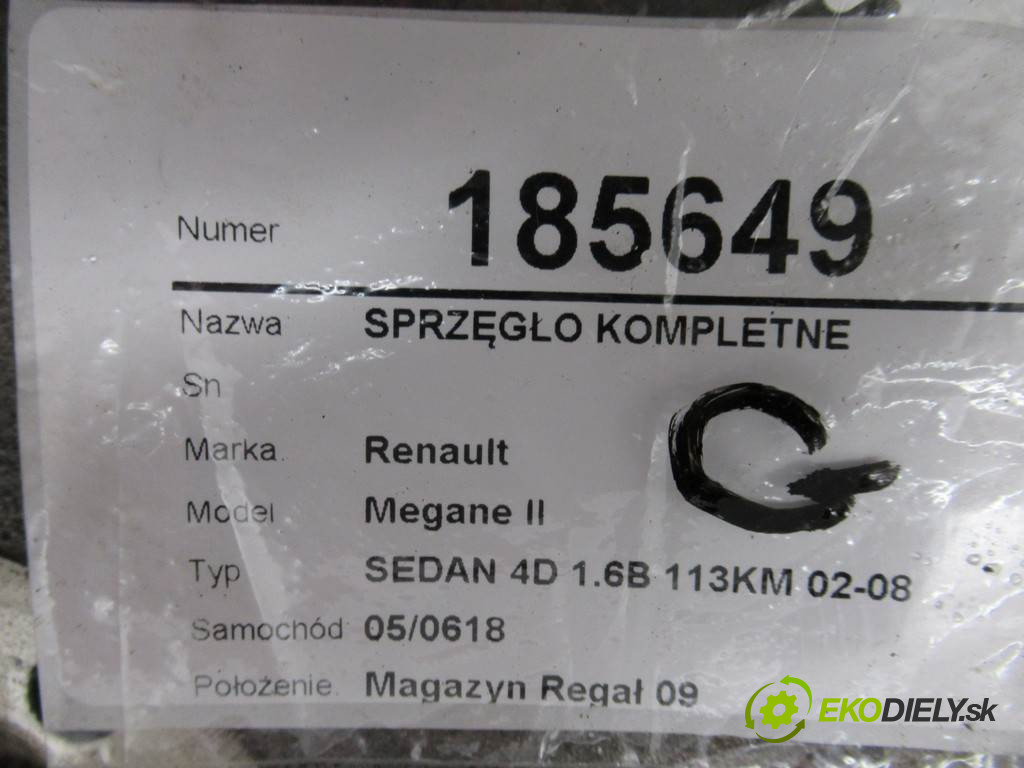 Numer 185649
Nazwa SPRZĘGŁO KOMPLETNE
Sn
Marka Renault
Model Megane II
Typ SEDAN 4D 1.6B 113KM 02-08
Samochód 05/0618
Położenie Magazyn Regał 09
G
EKODIELY.sk